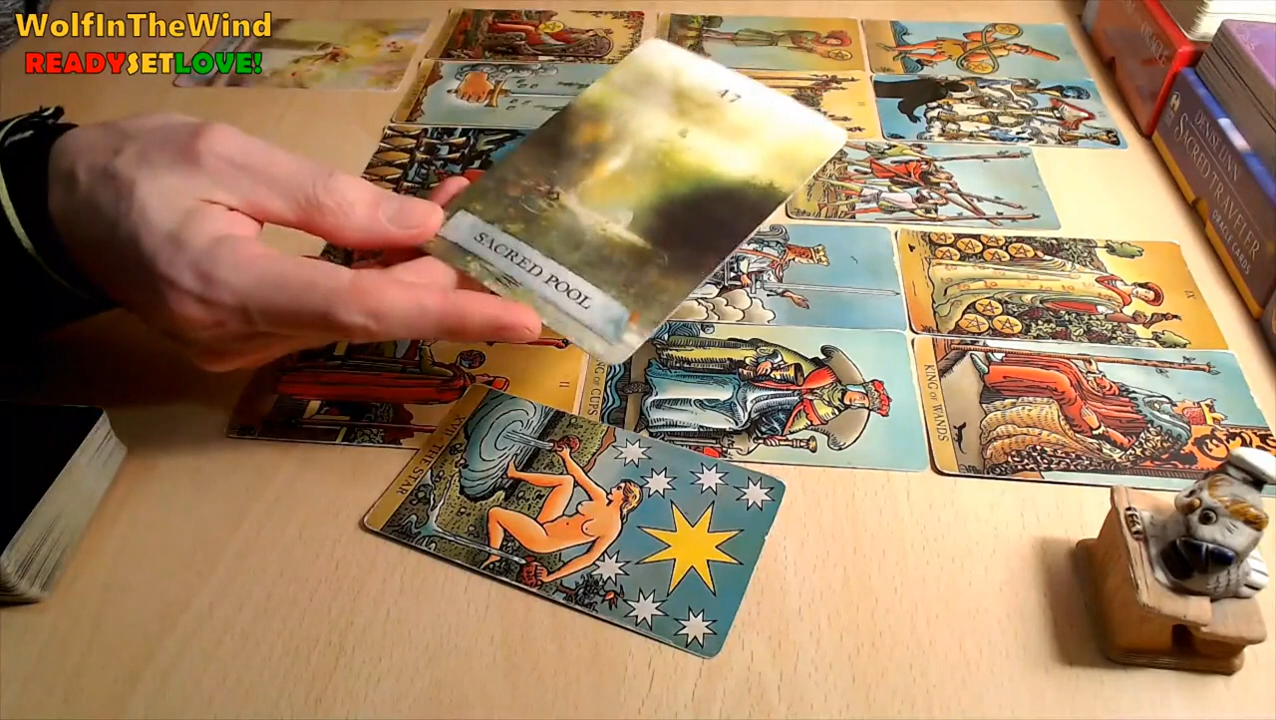 WolfInTheWind
READYSETLOVE!
47
SACRED POOL
KING of CUPS
KING of WANDS
XVII THE STAR
II
IX
ORACLE
DENISE LINN
SACRED TRAVELER
ORACLE CARDS